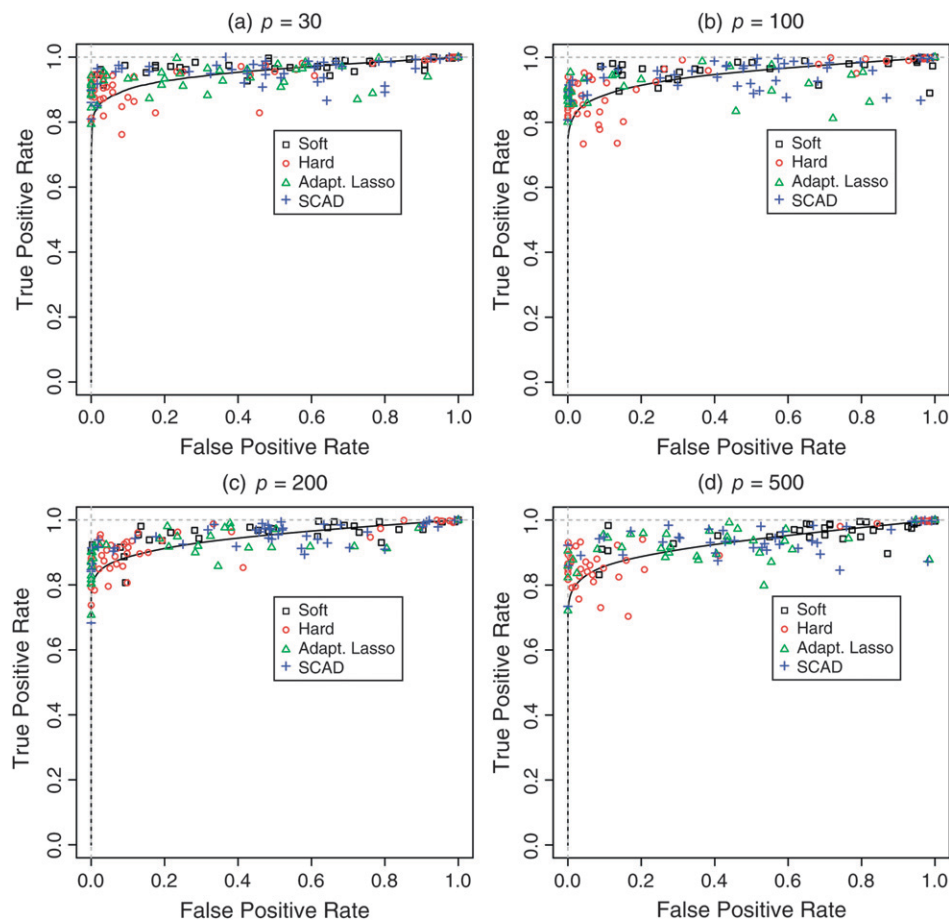 (a) p = 30
True Positive Rate
1.0
0.8
0.6
0.4
0.2
0.0
Soft
Hard
Adapt. Lasso
SCAD
0.0 0.2 0.4 0.6 0.8 1.0
False Positive Rate
(b) p = 100
True Positive Rate
1.0
0.8
0.6
0.4
0.2
0.0
Soft
Hard
Adapt. Lasso
SCAD
0.0 0.2 0.4 0.6 0.8 1.0
False Positive Rate
(c) p = 200
True Positive Rate
1.0
0.8
0.6
0.4
0.2
0.0
Soft
Hard
Adapt. Lasso
SCAD
0.0 0.2 0.4 0.6 0.8 1.0
False Positive Rate
(d) p = 500
True Positive Rate
1.0
0.8
0.6
0.4
0.2
0.0
Soft
Hard
Adapt. Lasso
SCAD
0.0 0.2 0.4 0.6 0.8 1.0
False Positive Rate